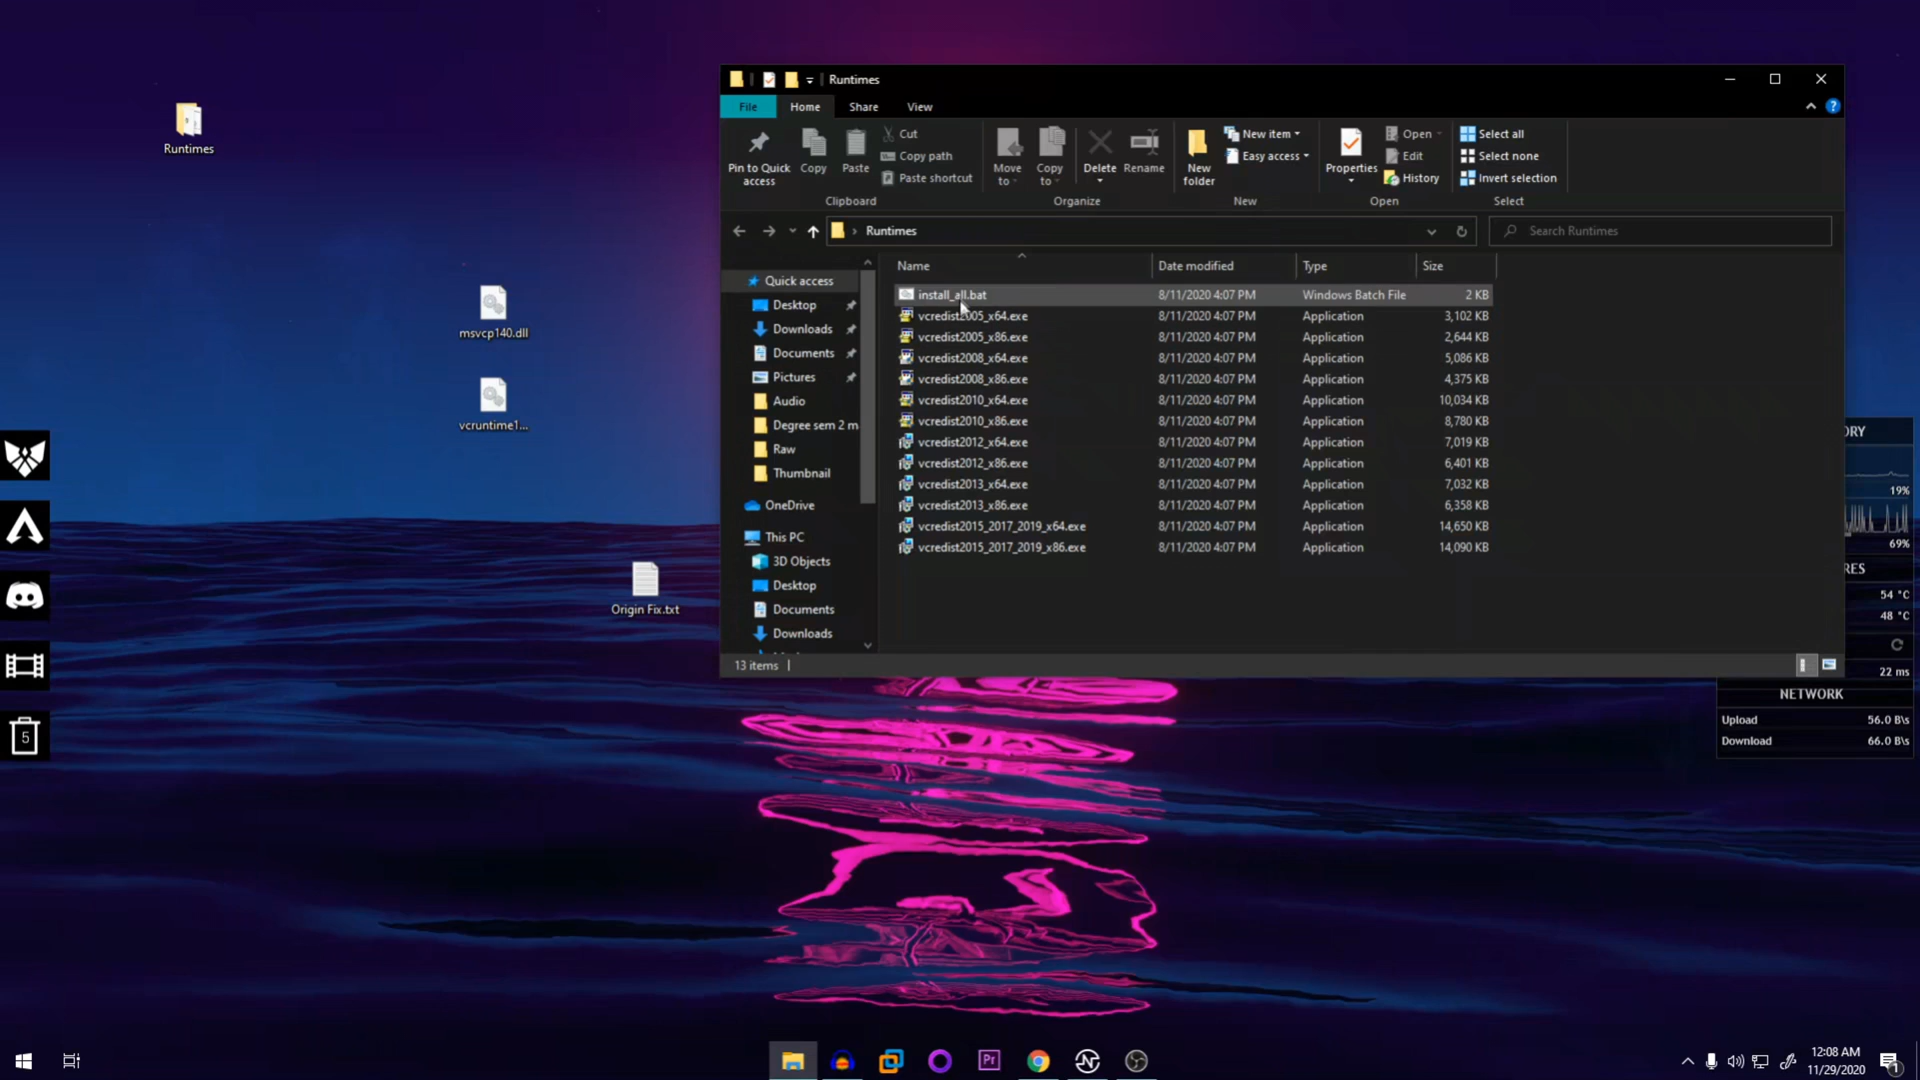 Runtimes
File
Home
Share
View
Pin to Quick access
Copy
Paste
Cut
Copy path
Paste shortcut
Clipboard
Move to
Copy to
Delete
Rename
Organize
New folder
New item
Easy access
New
Properties
Open
Edit
History
Open
Select all
Select none
Invert selection
Select
Runtimes
Search Runtimes
Name Date modified Type Size
install_all.bat 8/11/2020 4:07 PM Windows Batch File 2 KB
vcredist2005_x64.exe 8/11/2020 4:07 PM Application 3,102 KB
vcredist2005_x86.exe 8/11/2020 4:07 PM Application 2,644 KB
vcredist2008_x64.exe 8/11/2020 4:07 PM Application 5,086 KB
vcredist2008_x86.exe 8/11/2020 4:07 PM Application 4,375 KB
vcredist2010_x64.exe 8/11/2020 4:07 PM Application 10,034 KB
vcredist2010_x86.exe 8/11/2020 4:07 PM Application 8,780 KB
vcredist2012_x64.exe 8/11/2020 4:07 PM Application 7,019 KB
vcredist2012_x86.exe 8/11/2020 4:07 PM Application 6,401 KB
vcredist2013_x64.exe 8/11/2020 4:07 PM Application 7,032 KB
vcredist2013_x86.exe 8/11/2020 4:07 PM Application 6,358 KB
vcredist2015_2017_2019_x64.exe 8/11/2020 4:07 PM Application 14,650 KB
vcredist2015_2017_2019_x86.exe 8/11/2020 4:07 PM Application 14,090 KB
Quick access
Desktop
Downloads
Documents
Pictures
Audio
Degree sem 2 m
Raw
Thumbnail
OneDrive
This PC
3D Objects
Desktop
Documents
Downloads
13 items
Runtimes
msvcp140.dll
vcruntime1...
Origin Fix.txt
5
ORY
19%
69%
RES
54 °C
48 °C
22 ms
NETWORK
Upload 56.0 B\s
Download 66.0 B\s
Pr
12:08 AM
11/29/2020
1